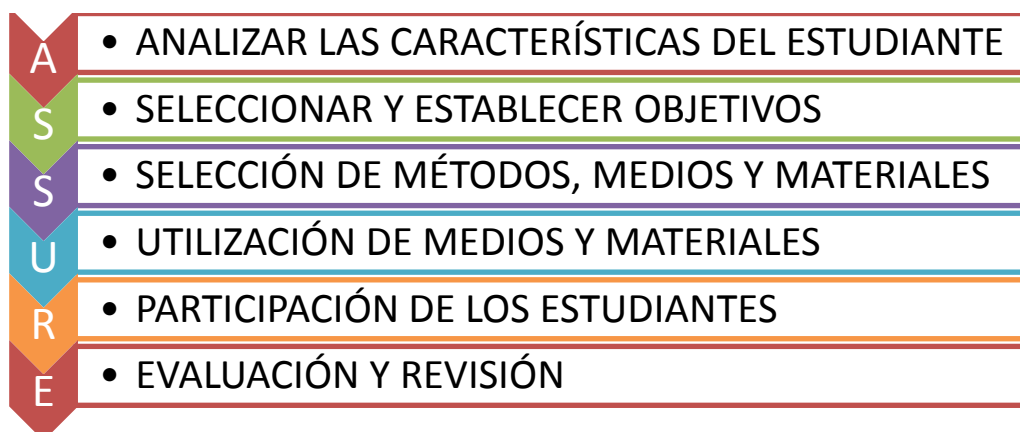 A • ANALIZAR LAS CARACTERÍSTICAS DEL ESTUDIANTE
S • SELECCIONAR Y ESTABLECER OBJETIVOS
S • SELECCIÓN DE MÉTODOS, MEDIOS Y MATERIALES
U • UTILIZACIÓN DE MEDIOS Y MATERIALES
R • PARTICIPACIÓN DE LOS ESTUDIANTES
E • EVALUACIÓN Y REVISIÓN